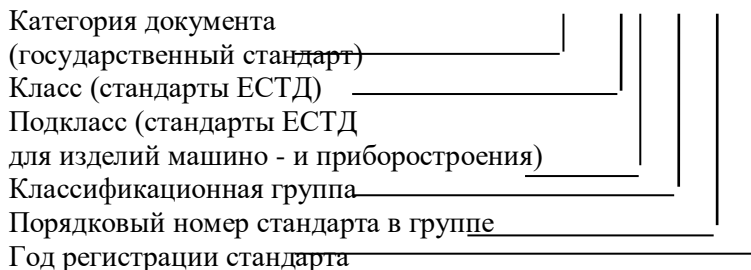 Категория документа
(государственный стандарт)
Класс (стандарты ЕСТД)
Подкласс (стандарты ЕСТД
для изделий машино - и приборостроения)
Классификационная группа
Порядковый номер стандарта в группе
Год регистрации стандарта